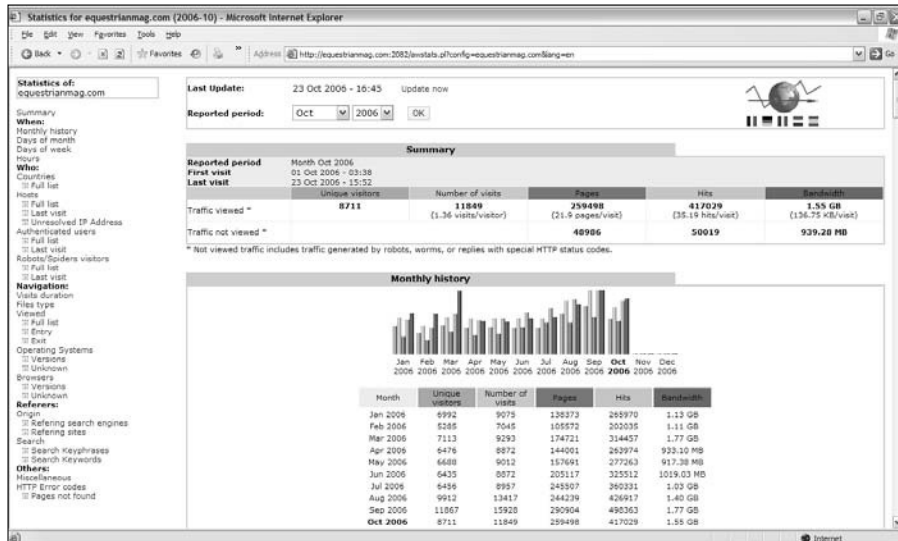 Statistics for equestrianmag.com (2006-10) - Microsoft Internet Explorer
File Edit View Favorites Tools Help
Back Favorites Address http://equestrianmag.com:2082/awstats.pl?config=equestrianmag.com&lang=en Go
Statistics of:
equestrianmag.com
Summary
When:
Monthly history
Days of month
Days of week
Hours
Who:
Countries
Full list
Hosts
Full list
Last visit
Unresolved IP Address
Authenticated users
Full list
Last visit
Robots/Spiders visitors
Full list
Last visit
Navigation:
Visits duration
Files type
Viewed
Full list
Entry
Exit
Operating Systems
Versions
Unknown
Browsers
Versions
Unknown
Referers:
Origin
Refering search engines
Refering sites
Search
Search Keyphrases
Search Keywords
Others:
Miscellaneous
HTTP Error codes
Pages not found
Last Update: 23 Oct 2006 - 16:45 Update now
Reported period: Oct 2006 OK
Summary
Reported period Month Oct 2006
First visit 01 Oct 2006 - 03:38
Last visit 23 Oct 2006 - 15:52
Unique visitors Number of visits Pages Hits Bandwidth
Traffic viewed * 8711 11849 259498 417029 1.55 GB
(1.36 visits/visitor) (21.9 pages/visit) (35.19 hits/visit) (136.75 KB/visit)
Traffic not viewed * 48986 50019 939.28 MB
* Not viewed traffic includes traffic generated by robots, worms, or replies with special HTTP status codes.
Monthly history
Jan Feb Mar Apr May Jun Jul Aug Sep Oct Nov Dec
2006 2006 2006 2006 2006 2006 2006 2006 2006 2006 2006 2006
Month Unique visitors Number of visits Pages Hits Bandwidth
Jan 2006 6992 9075 138373 265970 1.13 GB
Feb 2006 5285 7045 105572 202035 1.11 GB
Mar 2006 7113 9293 174721 314457 1.77 GB
Apr 2006 6476 8872 144001 263974 933.10 MB
May 2006 6688 9012 157691 277263 917.38 MB
Jun 2006 6435 8872 205117 325512 1019.03 MB
Jul 2006 6456 8957 245507 360331 1.03 GB
Aug 2006 9912 13417 244239 426917 1.40 GB
Sep 2006 11867 15928 290904 498363 1.77 GB
Oct 2006 8711 11849 259498 417029 1.55 GB
Internet